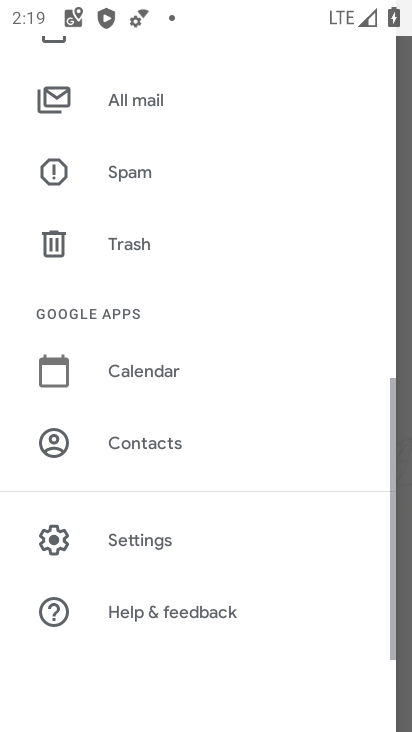 2:19
LTE
All mail
Spam
Trash
GOOGLE APPS
Calendar
Contacts
Settings
Help & feedback